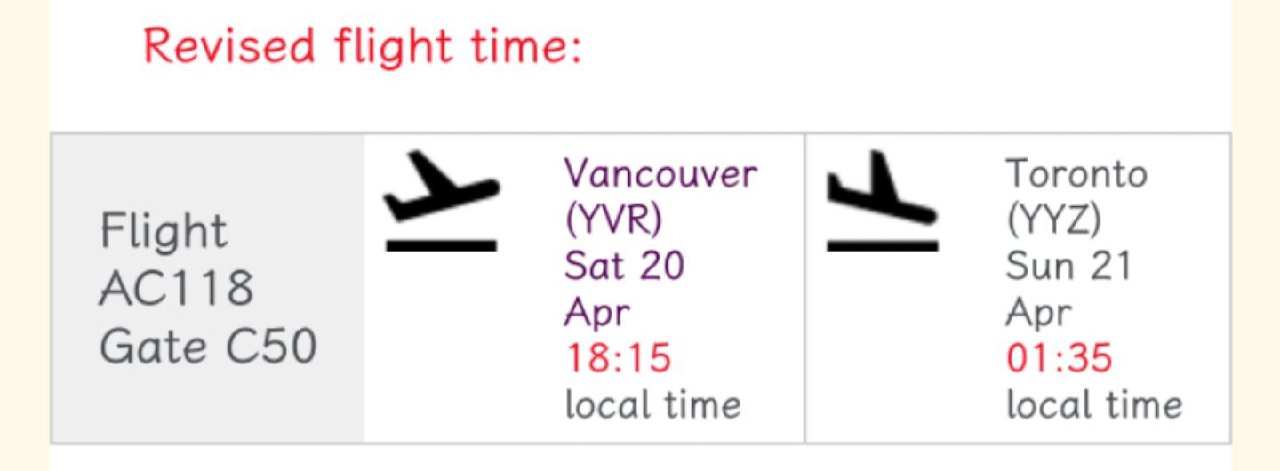 Revised flight time:
Flight
AC118
Gate C50
Vancouver
(YVR)
Sat 20
Apr
18:15
local time
Toronto
(YYZ)
Sun 21
Apr
01:35
local time